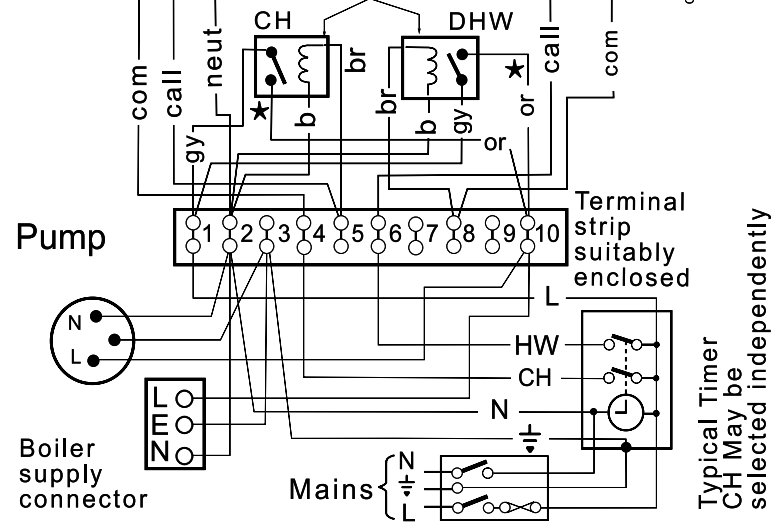 CH
DHW
com
call
neut
gy
b
br
br
b
gy
or
call
com
or
Pump
1 2 3 4 5 6 7 8 9 10
Terminal
strip
suitably
enclosed
N
L
L
HW
CH
N
L
E
N
Boiler
supply
connector
Mains
N
L
Typical Timer
CH May be
selected independently